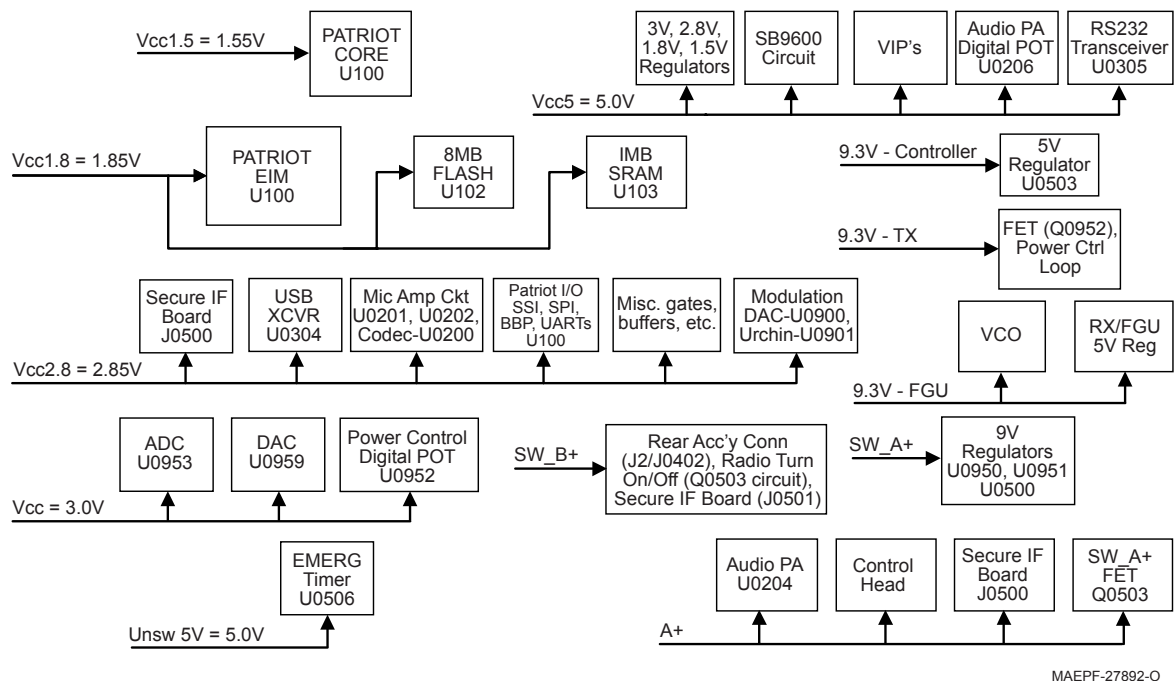 Vcc1.5 = 1.55V
PATRIOT
CORE
U100
3V, 2.8V,
1.8V, 1.5V
Regulators
SB9600
Circuit
VIP's
Audio PA
Digital POT
U0206
RS232
Transceiver
U0305
Vcc5 = 5.0V
Vcc1.8 = 1.85V
PATRIOT
EIM
U100
8MB
FLASH
U102
IMB
SRAM
U103
9.3V - Controller
5V
Regulator
U0503
9.3V - TX
FET (Q0952),
Power Ctrl
Loop
Secure IF
Board
J0500
USB
XCVR
U0304
Mic Amp Ckt
U0201, U0202,
Codec-U0200
Patriot I/O
SSI, SPI,
BBP, UARTs
U100
Misc. gates,
buffers, etc.
Modulation
DAC-U0900,
Urchin-U0901
Vcc2.8 = 2.85V
VCO
RX/FGU
5V Reg
9.3V - FGU
ADC
U0953
DAC
U0959
Power Control
Digital POT
U0952
Vcc = 3.0V
SW_B+
Rear Acc'y Conn
(J2/J0402), Radio Turn
On/Off (Q0503 circuit),
Secure IF Board (J0501)
SW_A+
9V
Regulators
U0950, U0951
U0500
EMERG
Timer
U0506
Unsw 5V = 5.0V
Audio PA
U0204
Control
Head
Secure IF
Board
J0500
SW_A+
FET
Q0503
A+
MAEPF-27892-O